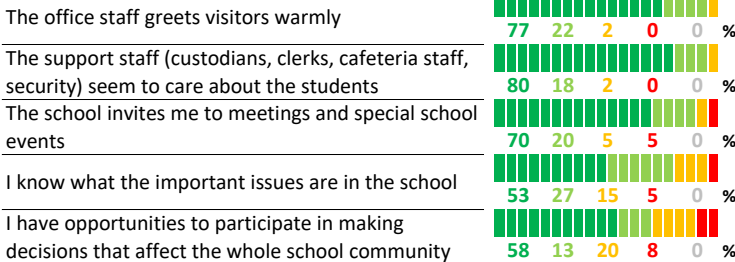 The office staff greets visitors warmly
77 22 2 0 0 %
The support staff (custodians, clerks, cafeteria staff,
security) seem to care about the students
80 18 2 0 0 %
The school invites me to meetings and special school
events
70 20 5 5 0 %
I know what the important issues are in the school
53 27 15 5 0 %
I have opportunities to participate in making
decisions that affect the whole school community
58 13 20 8 0 %